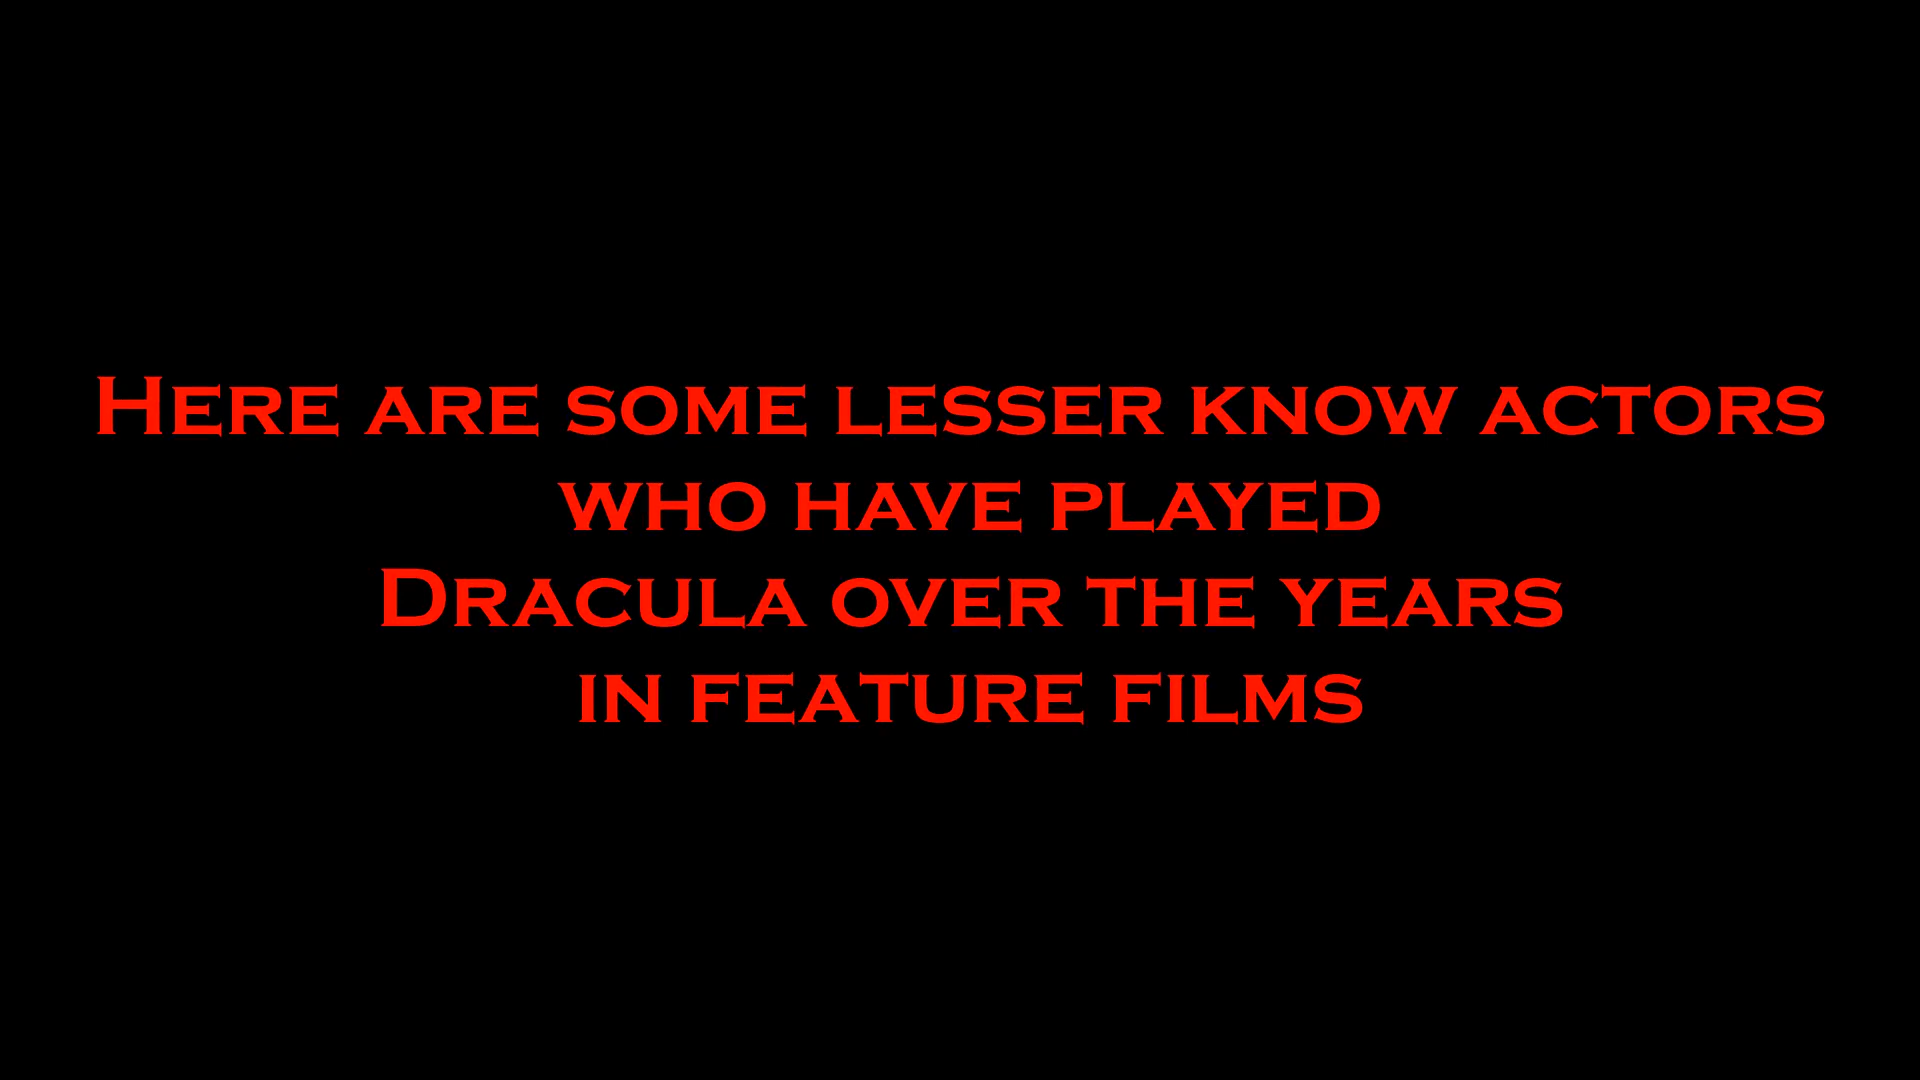 Here are some lesser know actors
who have played
Dracula over the years
in feature films